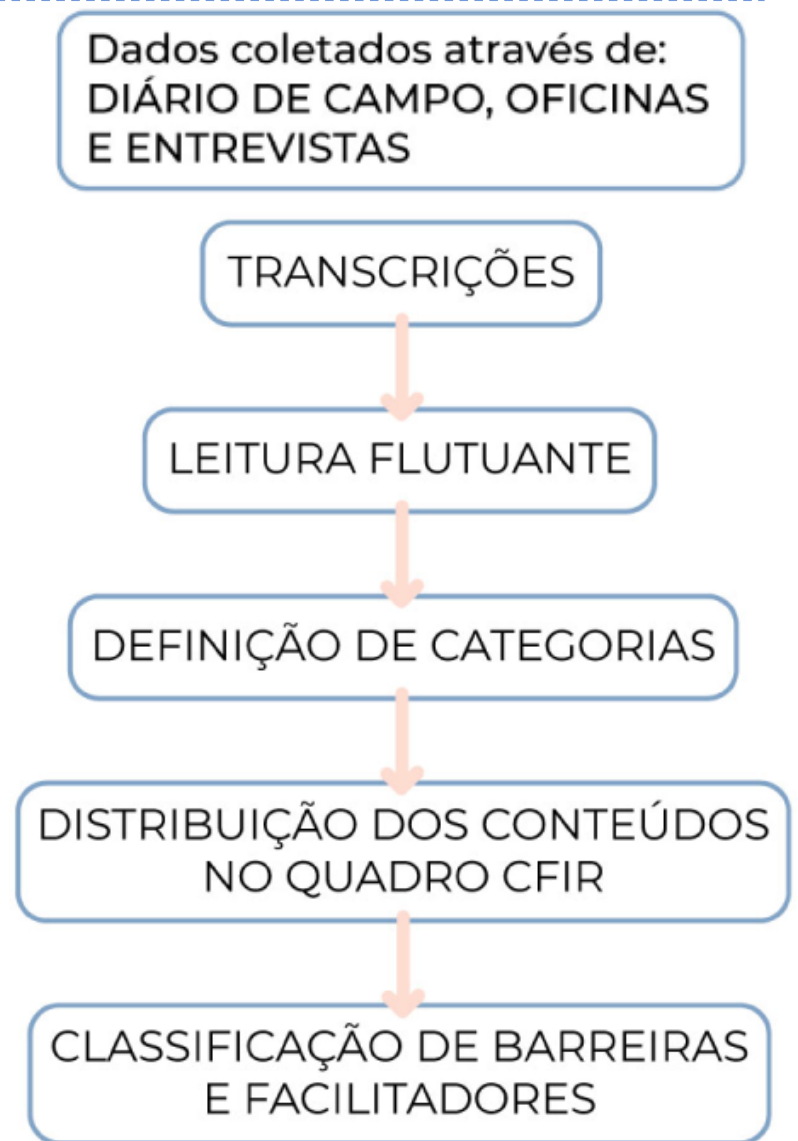 Dados coletados através de:
DIÁRIO DE CAMPO, OFICINAS
E ENTREVISTAS
TRANSCRIÇÕES
LEITURA FLUTUANTE
DEFINIÇÃO DE CATEGORIAS
DISTRIBUIÇÃO DOS CONTEÚDOS
NO QUADRO CFIR
CLASSIFICAÇÃO DE BARREIRAS
E FACILITADORES